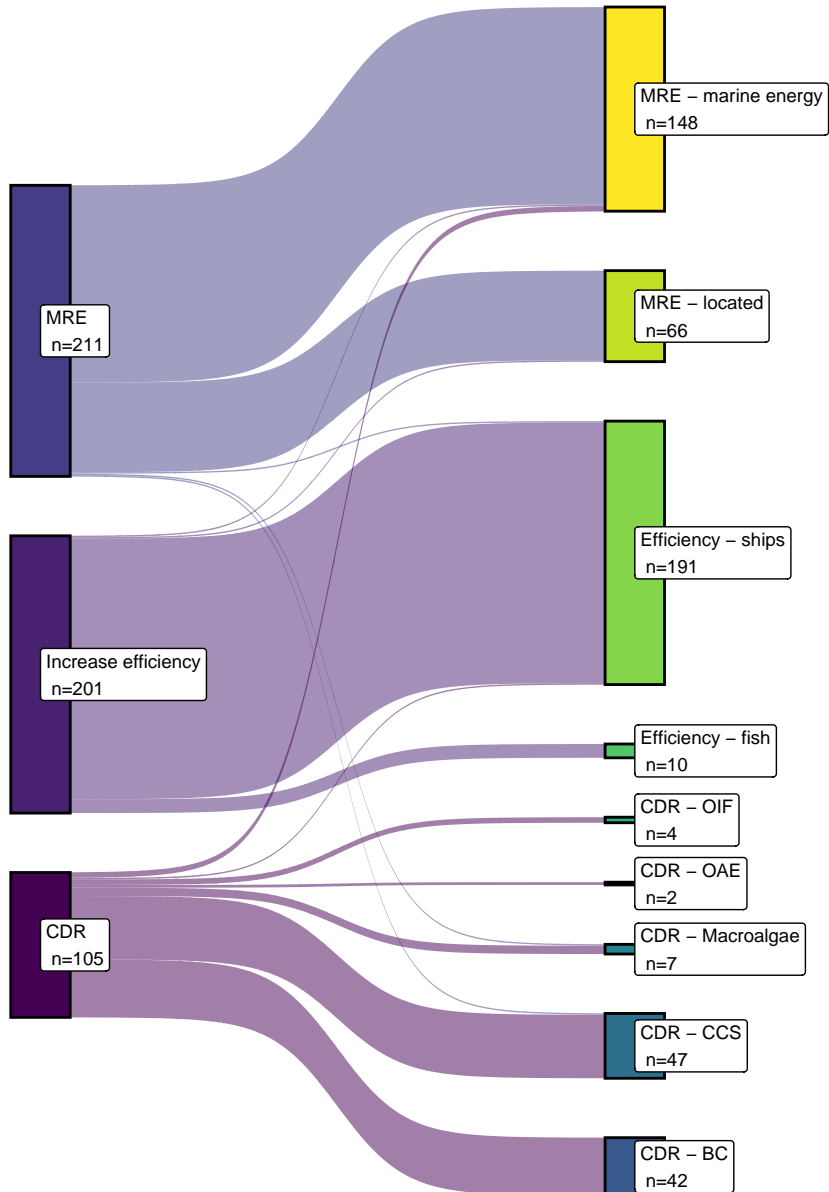 MRE
n=211
Increase efficiency
n=201
CDR
n=105
MRE − marine energy
n=148
MRE − located
n=66
Efficiency − ships
n=191
Efficiency − fish
n=10
CDR − OIF
n=4
CDR − OAE
n=2
CDR − Macroalgae
n=7
CDR − CCS
n=47
CDR − BC
n=42